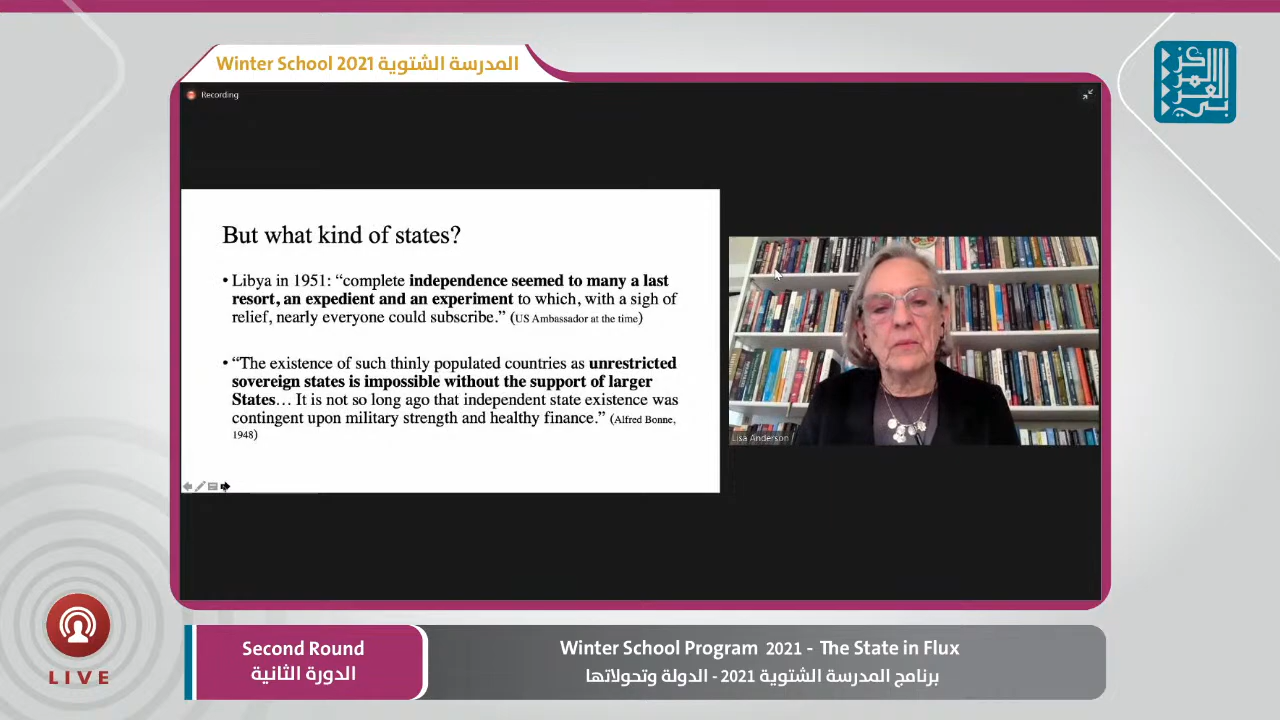 Winter School 2021 المدرسة الشتوية
المركز
العربي
Recording
But what kind of states?
• Libya in 1951: “complete independence seemed to many a last
resort, an expedient and an experiment to which, with a sigh of
relief, nearly everyone could subscribe.” (US Ambassador at the time)
• “The existence of such thinly populated countries as unrestricted
sovereign states is impossible without the support of larger
States… It is not so long ago that independent state existence was
contingent upon military strength and healthy finance.” (Alfred Bonne,
1948)
Lisa Anderson
LIVE
Second Round
الدورة الثانية
Winter School Program 2021 - The State in Flux
برنامج المدرسة الشتوية 2021 - الدولة وتحولاتها